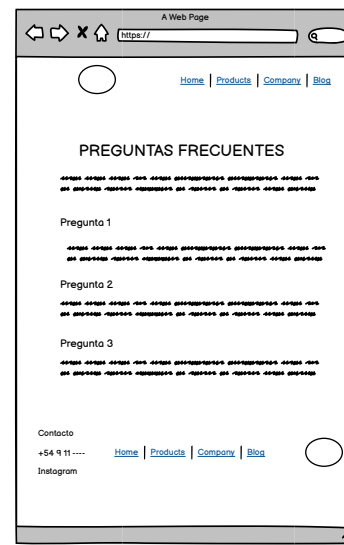 A Web Page
https://
Home Products Company Blog
PREGUNTAS FRECUENTES
Pregunta 1
Pregunta 2
Pregunta 3
Contacto
+54 9 11 ----
Home Products Company Blog
Instagram